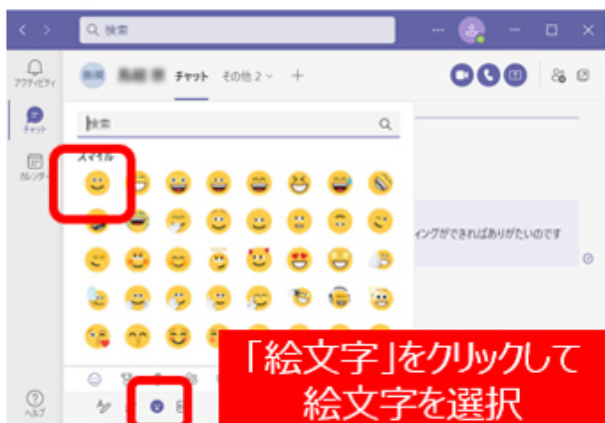 検索
アクティビティ
チャット その他 2
チャット
検索
カレンダー
スマイル
ィングができればありがたいのです
「絵文字」をクリックして
絵文字を選択
ヘルプ